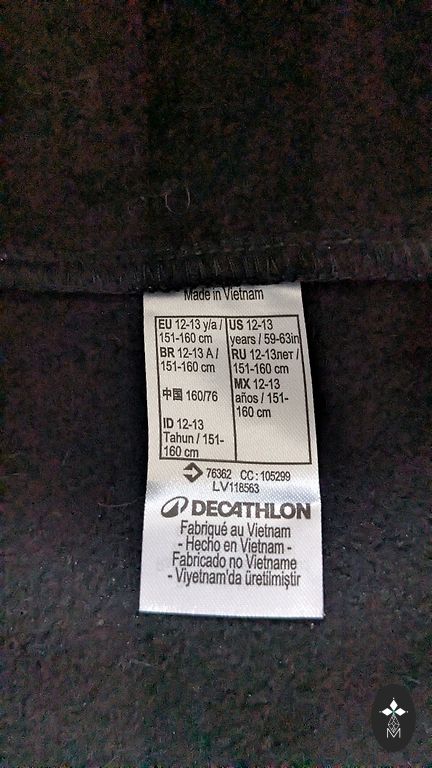 Made in Vietnam
EU 12-13 y/a /
151-160 cm
BR 12-13 A /
151-160 cm
中国 160/76
ID 12-13
Tahun / 151-
160 cm
US 12-13
years / 59-63in
RU 12-13лет /
151-160 cm
MX 12-13
años / 151-
160 cm
76362 CC : 105299
LV118563
DECATHLON
Fabriqué au Vietnam
- Hecho en Vietnam -
Fabricado no Vietname
- Viyetnam'da üretilmiştir
M